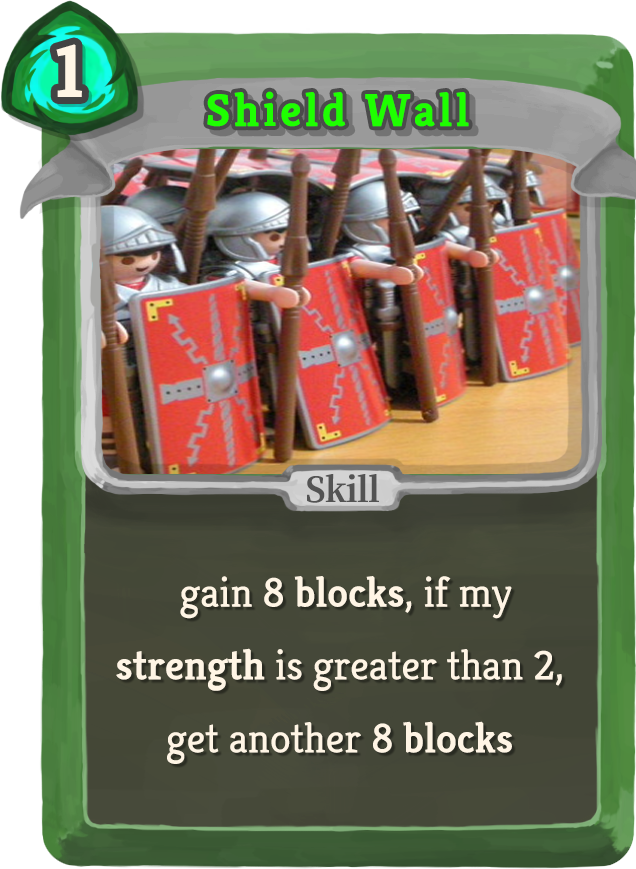 1
Shield Wall
Skill
gain 8 blocks, if my
strength is greater than 2,
get another 8 blocks